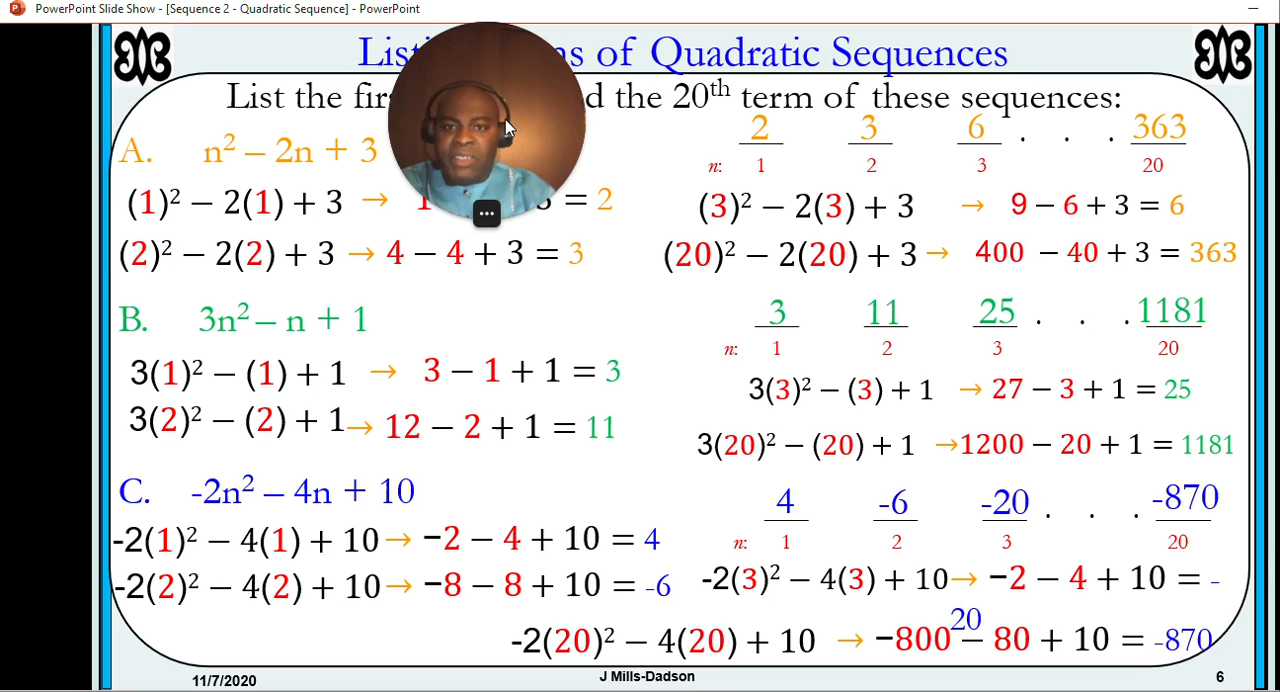 PowerPoint Slide Show - [Sequence 2 - Quadratic Sequence] - PowerPoint
of Quadratic Sequences
List the d the 20th term of these sequences:
A. n² – 2n + 3
2 3 6 . . . 363
n: 1 2 3 20
(1)² − 2(1) + 3 → = 2
(3)² − 2(3) + 3 → 9 − 6 + 3 = 6
(2)² − 2(2) + 3 → 4 − 4 + 3 = 3
(20)² − 2(20) + 3 → 400 − 40 + 3 = 363
B. 3n² – n + 1
3 11 25 . . . 1181
n: 1 2 3 20
3(1)² − (1) + 1 → 3 − 1 + 1 = 3
3(3)² − (3) + 1 → 27 − 3 + 1 = 25
3(2)² − (2) + 1 → 12 − 2 + 1 = 11
3(20)² − (20) + 1 → 1200 − 20 + 1 = 1181
C. -2n² – 4n + 10
4 -6 -20 . . . -870
n: 1 2 3 20
-2(1)² − 4(1) + 10 → −2 − 4 + 10 = 4
-2(3)² − 4(3) + 10 → −2 − 4 + 10 = -
20
-2(2)² − 4(2) + 10 → −8 − 8 + 10 = -6
-2(20)² − 4(20) + 10 → −800 − 80 + 10 = -870
11/7/2020
J Mills-Dadson
6